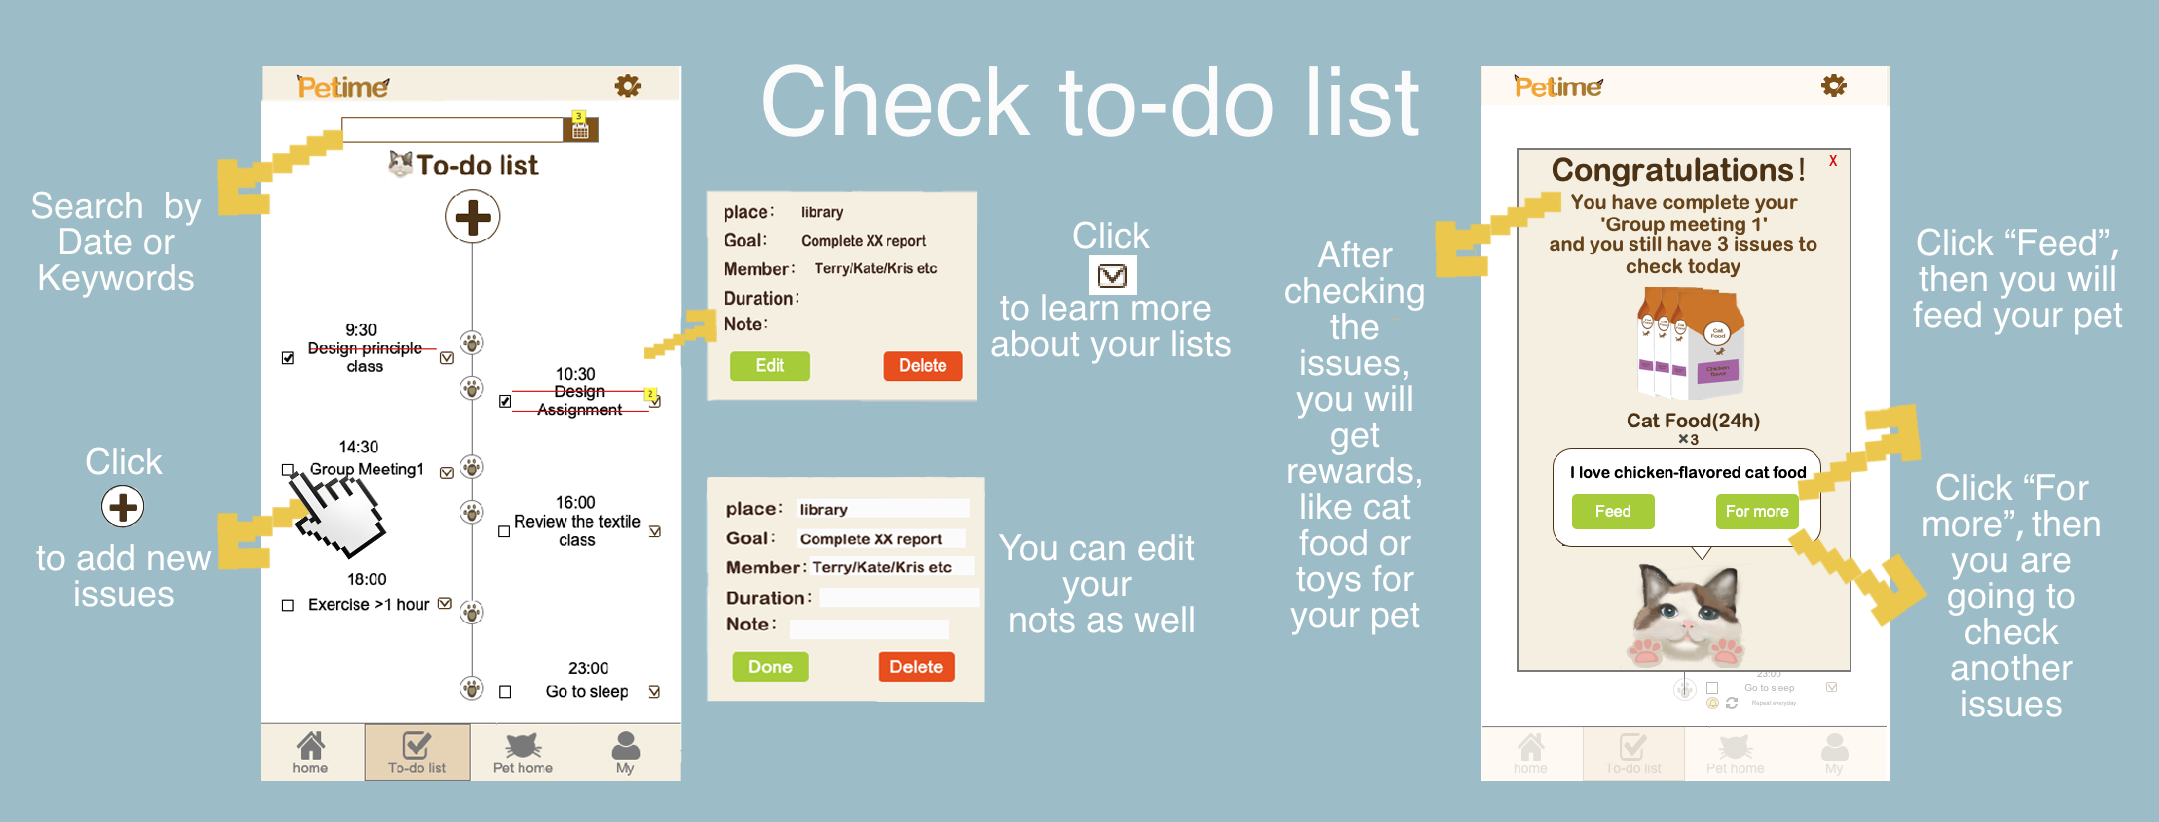 Check to-do list
Petime
3
To-do list
9:30
Design principle
class
10:30
Design
Assignment
2
14:30
Group Meeting1
16:00
Review the textile
class
18:00
Exercise >1 hour
23:00
Go to sleep
home
To-do list
Pet home
My
Search by
Date or
Keywords
Click
to add new
issues
place: library
Goal: Complete XX report
Member: Terry/Kate/Kris etc
Duration:
Note:
Edit
Delete
Click
to learn more
about your lists
place: library
Goal: Complete XX report
Member: Terry/Kate/Kris etc
Duration:
Note:
Done
Delete
You can edit
your
nots as well
After
checking
the
issues,
you will
get
rewards,
like cat
food or
toys for
your pet
Petime
X
Congratulations!
You have complete your
'Group meeting 1'
and you still have 3 issues to
check today
Cat
Food
Chicken
flavor
Cat Food(24h)
×3
I love chicken-flavored cat food
Feed
For more
23:00
Go to seep
Repeat everyday
home
To-do list
Pet home
My
Click “Feed”,
then you will
feed your pet
Click “For
more”, then
you are
going to
check
another
issues